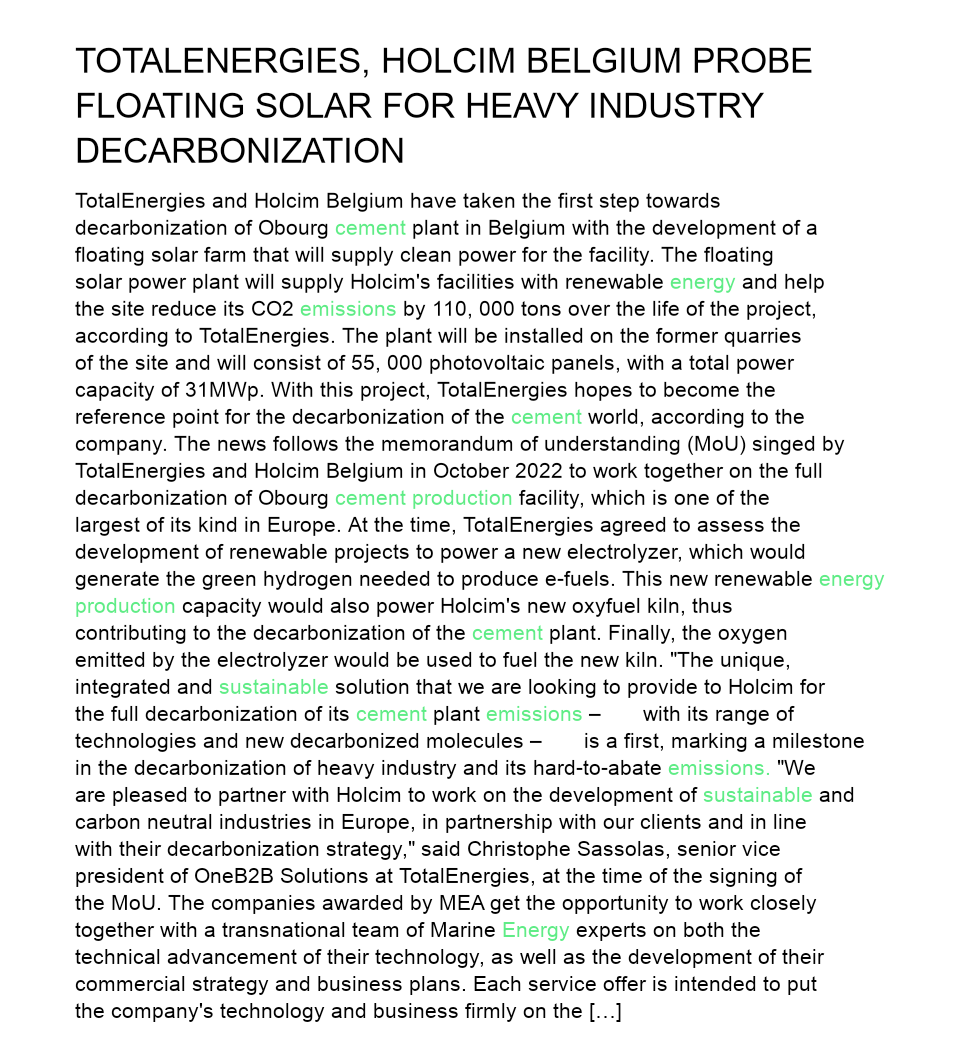 TOTALENERGIES, HOLCIM BELGIUM PROBE
FLOATING SOLAR FOR HEAVY INDUSTRY
DECARBONIZATION
TotalEnergies and Holcim Belgium have taken the first step towards
decarbonization of Obourg cement plant in Belgium with the development of a
floating solar farm that will supply clean power for the facility. The floating
solar power plant will supply Holcim's facilities with renewable energy and help
the site reduce its CO2 emissions by 110, 000 tons over the life of the project,
according to TotalEnergies. The plant will be installed on the former quarries
of the site and will consist of 55, 000 photovoltaic panels, with a total power
capacity of 31MWp. With this project, TotalEnergies hopes to become the
reference point for the decarbonization of the cement world, according to the
company. The news follows the memorandum of understanding (MoU) singed by
TotalEnergies and Holcim Belgium in October 2022 to work together on the full
decarbonization of Obourg cement production facility, which is one of the
largest of its kind in Europe. At the time, TotalEnergies agreed to assess the
development of renewable projects to power a new electrolyzer, which would
generate the green hydrogen needed to produce e-fuels. This new renewable energy
production capacity would also power Holcim's new oxyfuel kiln, thus
contributing to the decarbonization of the cement plant. Finally, the oxygen
emitted by the electrolyzer would be used to fuel the new kiln. "The unique,
integrated and sustainable solution that we are looking to provide to Holcim for
the full decarbonization of its cement plant emissions – with its range of
technologies and new decarbonized molecules – is a first, marking a milestone
in the decarbonization of heavy industry and its hard-to-abate emissions. "We
are pleased to partner with Holcim to work on the development of sustainable and
carbon neutral industries in Europe, in partnership with our clients and in line
with their decarbonization strategy," said Christophe Sassolas, senior vice
president of OneB2B Solutions at TotalEnergies, at the time of the signing of
the MoU. The companies awarded by MEA get the opportunity to work closely
together with a transnational team of Marine Energy experts on both the
technical advancement of their technology, as well as the development of their
commercial strategy and business plans. Each service offer is intended to put
the company's technology and business firmly on the […]